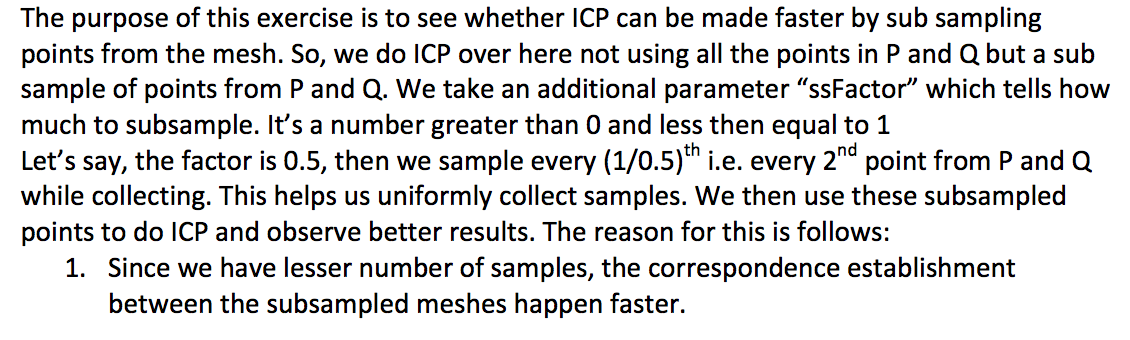 The purpose of this exercise is to see whether ICP can be made faster by sub sampling
points from the mesh. So, we do ICP over here not using all the points in P and Q but a sub
sample of points from P and Q. We take an additional parameter “ssFactor” which tells how
much to subsample. It’s a number greater than 0 and less then equal to 1
Let’s say, the factor is 0.5, then we sample every (1/0.5)th i.e. every 2nd point from P and Q
while collecting. This helps us uniformly collect samples. We then use these subsampled
points to do ICP and observe better results. The reason for this is follows:
1. Since we have lesser number of samples, the correspondence establishment
between the subsampled meshes happen faster.